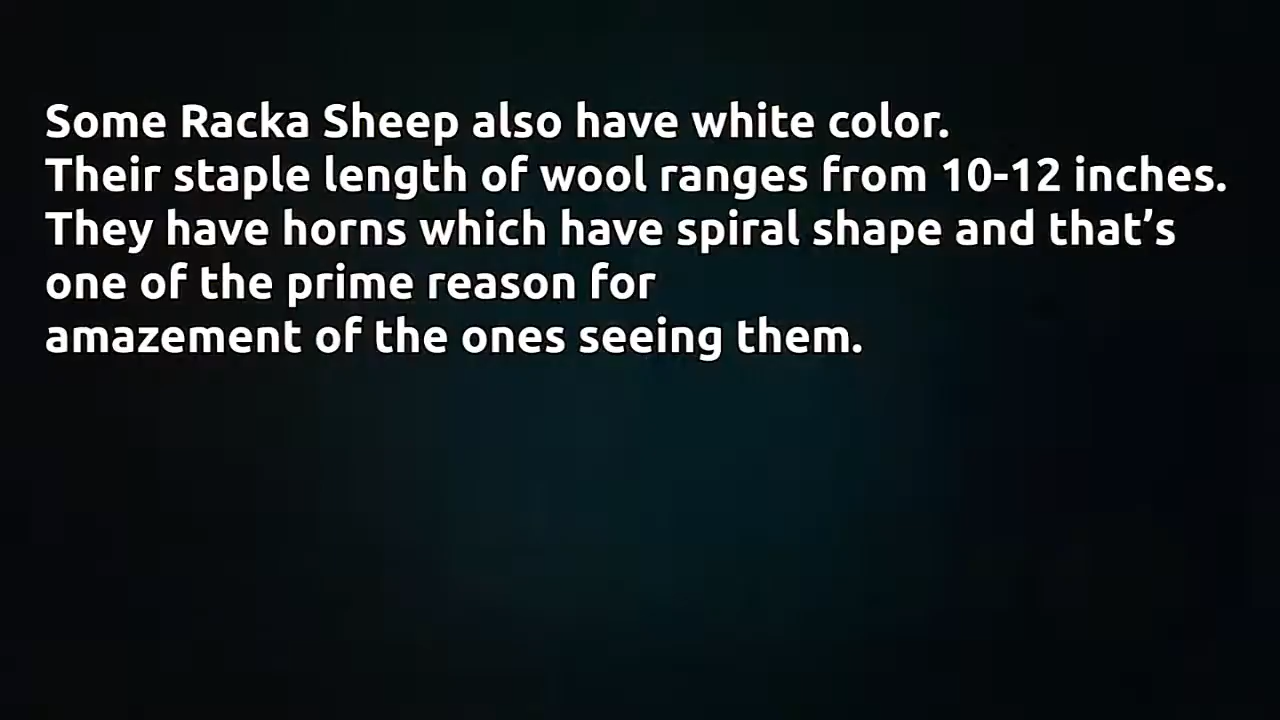 Some Racka Sheep also have white color.
Their staple length of wool ranges from 10-12 inches.
They have horns which have spiral shape and that’s
one of the prime reason for
amazement of the ones seeing them.